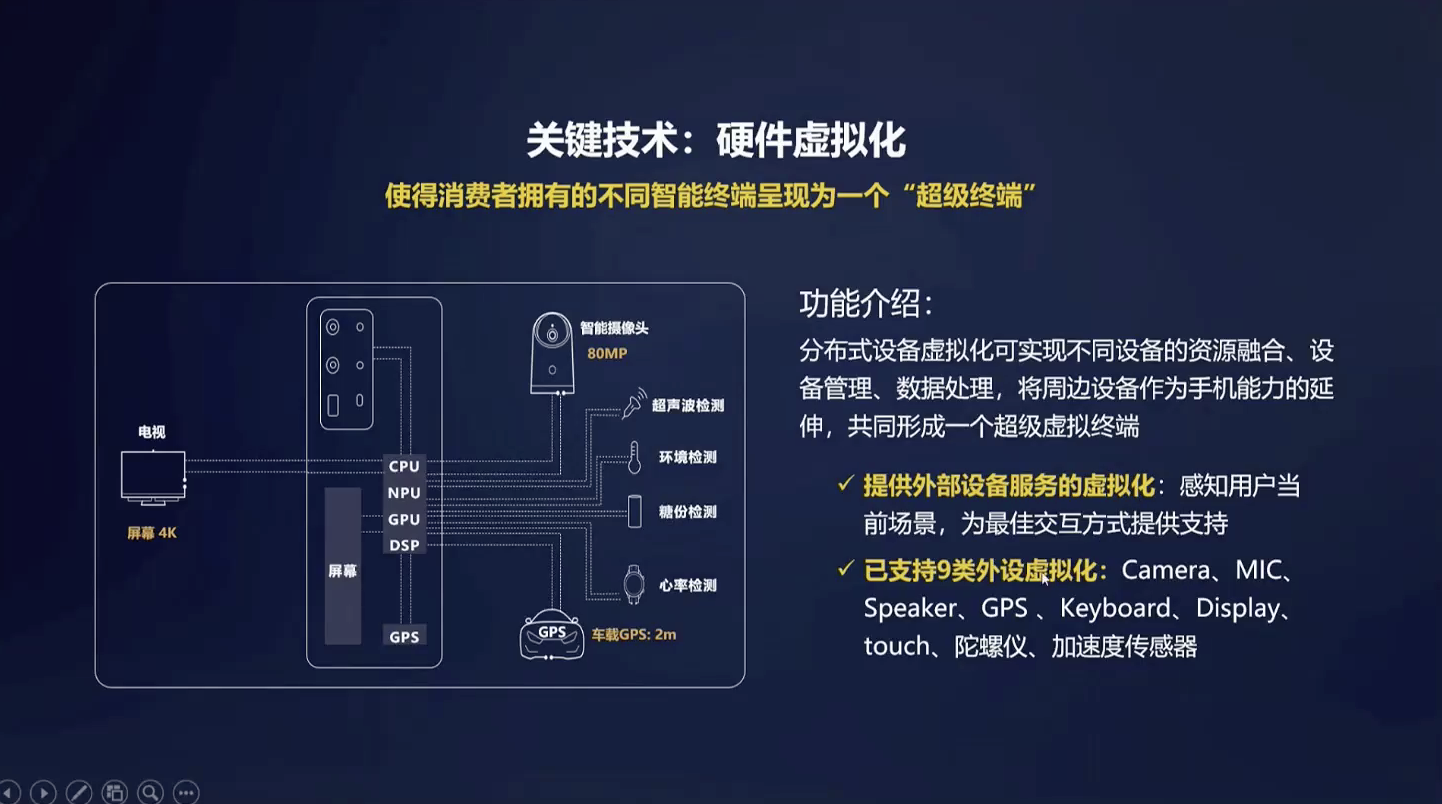 关键技术：硬件虚拟化
使得消费者拥有的不同智能终端呈现为一个“超级终端”
电视
屏幕 4K
屏幕
CPU
NPU
GPU
DSP
GPS
智能摄像头
80MP
超声波检测
环境检测
糖份检测
心率检测
GPS
车载GPS: 2m
功能介绍：
分布式设备虚拟化可实现不同设备的资源融合、设
备管理、数据处理，将周边设备作为手机能力的延
伸，共同形成一个超级虚拟终端
✓ 提供外部设备服务的虚拟化：感知用户当
前场景，为最佳交互方式提供支持
✓ 已支持9类外设虚拟化：Camera、MIC、
Speaker、GPS 、Keyboard、Display、
touch、陀螺仪、加速度传感器